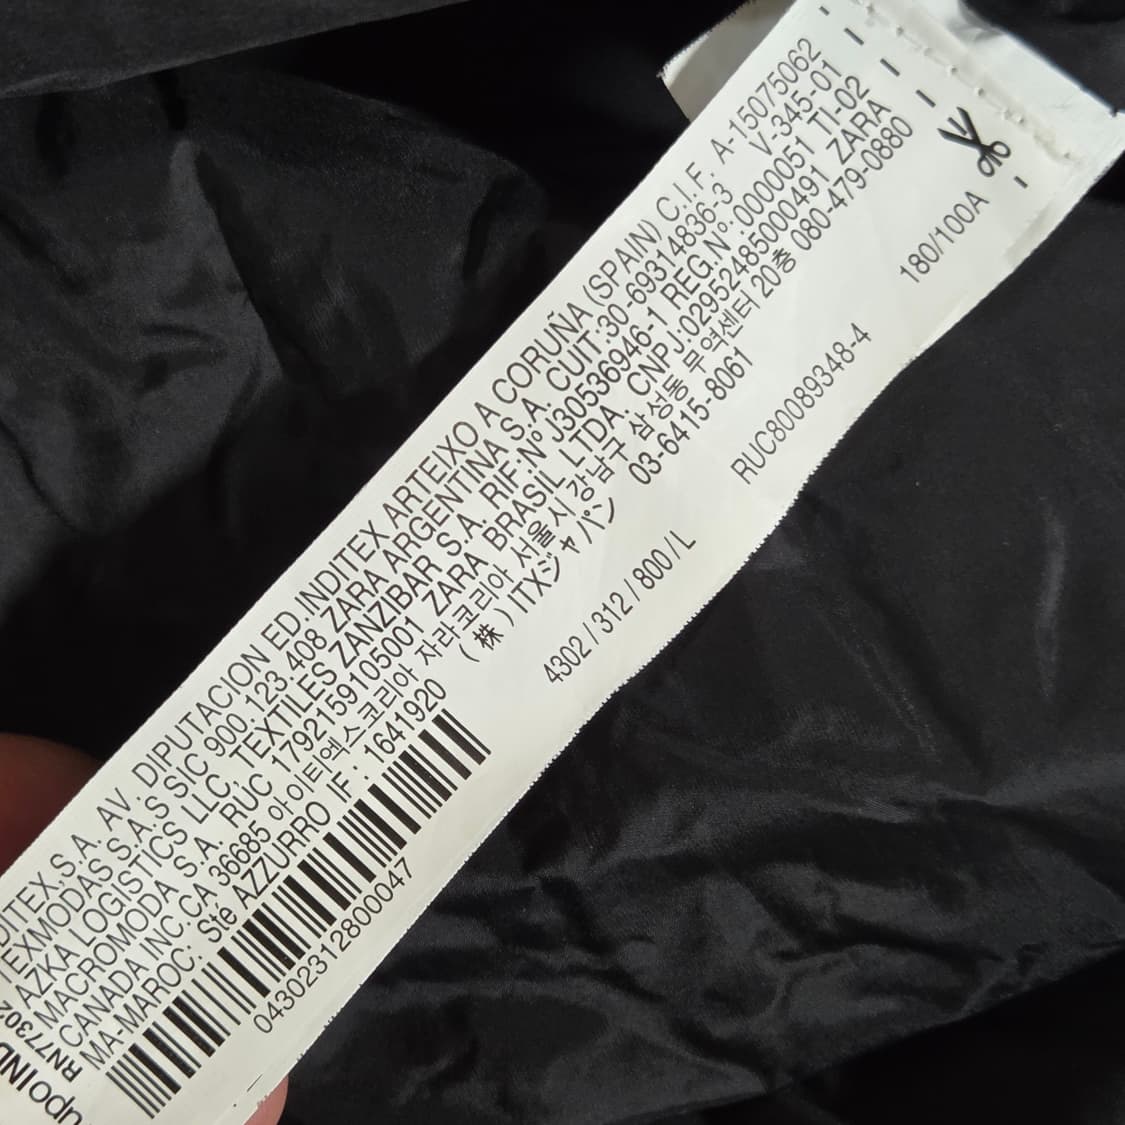 INDITEX,S.A. AV. DIPUTACION ED.INDITEX ARTEIXO A CORUÑA (SPAIN) C.I.F. A-15075062
TEXMODAS S.A.S SIC 900.123.408 ZARA ARGENTINA S.A. CUIT:30-69314836-3 V-345-01
AZKA LOGISTICS LLC, TEXTILES ZANZIBAR S.A. RIF:Nº J30536946-1 REG.Nº:0000051 TI-02
MACROMODA S.A. RUC 1792159105001 ZARA BRASIL LTDA. CNPJ:02952485000491 ZARA
CANADA INC,CA 36685 아이티엑스코리아 자라코리아 서울시강남구 삼성동 무역센터 20층 080-479-0880
MA-MAROC: Ste AZZURRO IF : 1641920 (株)ITXジャパン 03-6415-8061
180/100A
RN77302
RUC80089348-4
4302 / 312 / 800 / L
04302312800047